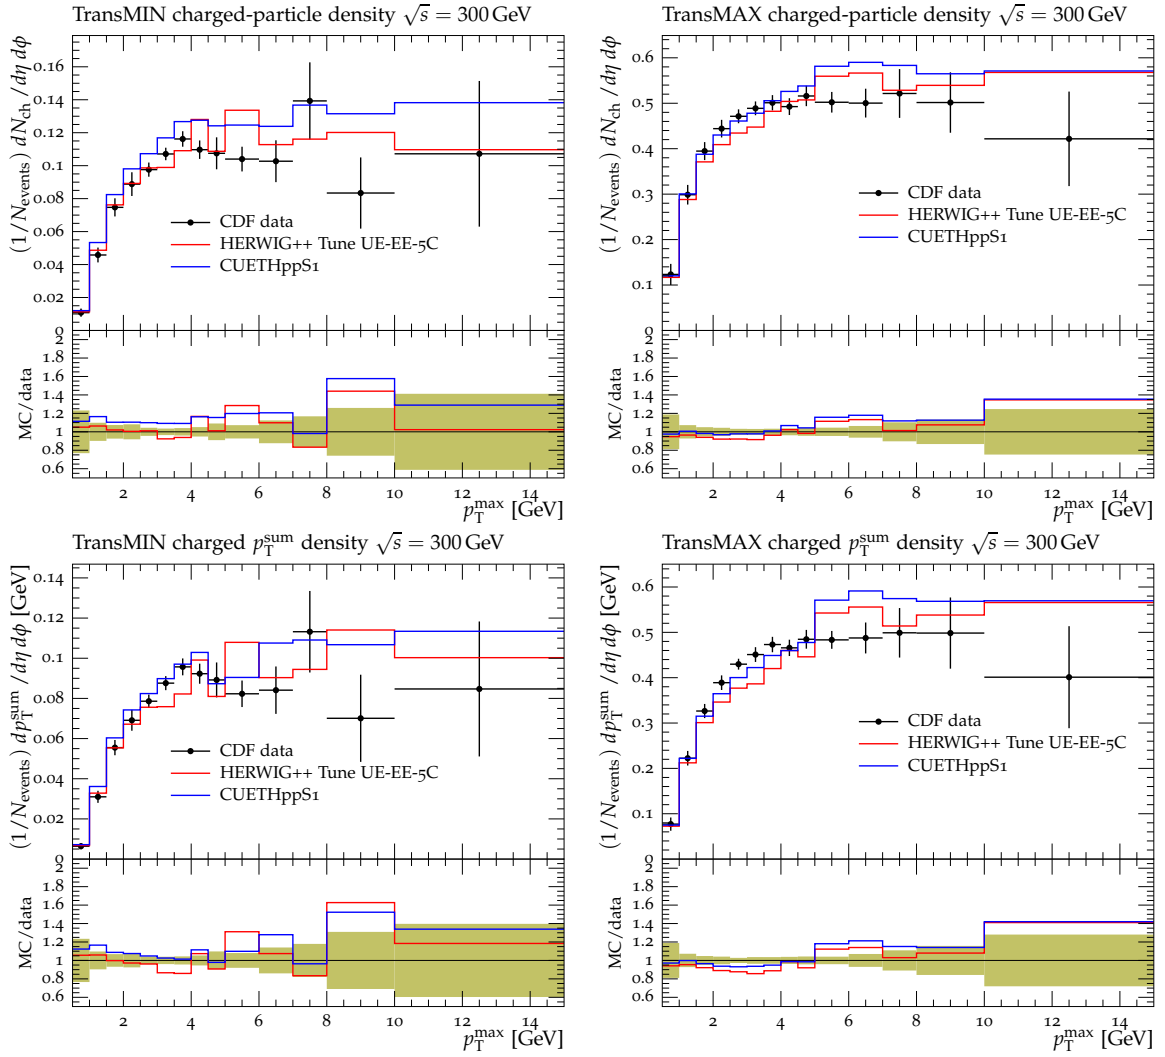 TransMIN charged-particle density √s = 300 GeV
(1/N_events) dN_ch/dη dϕ
0.16
0.14
0.12
0.1
0.08
0.06
0.04
0.02
0
CDF data
HERWIG++ Tune UE-EE-5C
CUETHppS1
MC/data
1.8
1.6
1.4
1.2
1
0.8
0.6
2 4 6 8 10 12 14
p_T^max [GeV]
TransMAX charged-particle density √s = 300 GeV
(1/N_events) dN_ch/dη dϕ
0.6
0.5
0.4
0.3
0.2
0.1
0
CDF data
HERWIG++ Tune UE-EE-5C
CUETHppS1
MC/data
1.8
1.6
1.4
1.2
1
0.8
0.6
2 4 6 8 10 12 14
p_T^max [GeV]
TransMIN charged p_T^sum density √s = 300 GeV
(1/N_events) dp_T^sum/dη dϕ [GeV]
0.14
0.12
0.1
0.08
0.06
0.04
0.02
0
CDF data
HERWIG++ Tune UE-EE-5C
CUETHppS1
MC/data
1.8
1.6
1.4
1.2
1
0.8
0.6
2 4 6 8 10 12 14
p_T^max [GeV]
TransMAX charged p_T^sum density √s = 300 GeV
(1/N_events) dp_T^sum/dη dϕ [GeV]
0.6
0.5
0.4
0.3
0.2
0.1
0
CDF data
HERWIG++ Tune UE-EE-5C
CUETHppS1
MC/data
1.8
1.6
1.4
1.2
1
0.8
0.6
2 4 6 8 10 12 14
p_T^max [GeV]